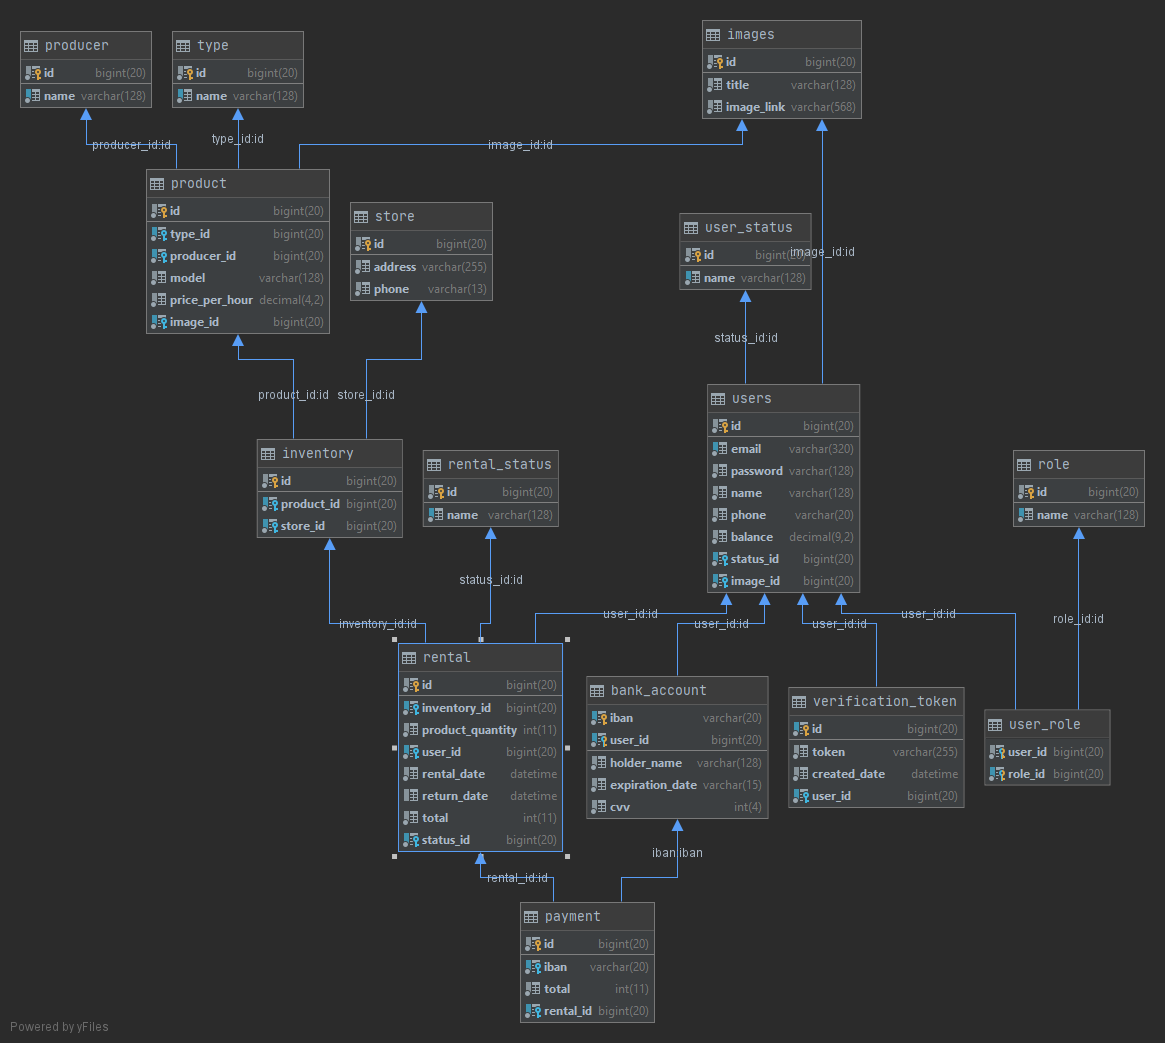 producer
id bigint(20)
name varchar(128)
type
id bigint(20)
name varchar(128)
images
id bigint(20)
title varchar(128)
image_link varchar(568)
producer_id:id
type_id:id
image_id:id
product
id bigint(20)
type_id bigint(20)
producer_id bigint(20)
model varchar(128)
price_per_hour decimal(4,2)
image_id bigint(20)
store
id bigint(20)
address varchar(255)
phone varchar(13)
user_status
id bigint(20)
name varchar(128)
image_id:id
status_id:id
product_id:id
store_id:id
users
id bigint(20)
email varchar(320)
password varchar(128)
name varchar(128)
phone varchar(20)
balance decimal(9,2)
status_id bigint(20)
image_id bigint(20)
inventory
id bigint(20)
product_id bigint(20)
store_id bigint(20)
rental_status
id bigint(20)
name varchar(128)
role
id bigint(20)
name varchar(128)
status_id:id
inventory_id:id
user_id:id
user_id:id
user_id:id
user_id:id
role_id:id
rental
id bigint(20)
inventory_id bigint(20)
product_quantity int(11)
user_id bigint(20)
rental_date datetime
return_date datetime
total int(11)
status_id bigint(20)
bank_account
iban varchar(20)
user_id bigint(20)
holder_name varchar(128)
expiration_date varchar(15)
cvv int(4)
verification_token
id bigint(20)
token varchar(255)
created_date datetime
user_id bigint(20)
user_role
user_id bigint(20)
role_id bigint(20)
iban:iban
rental_id:id
payment
id bigint(20)
iban varchar(20)
total int(11)
rental_id bigint(20)
Powered by yFiles